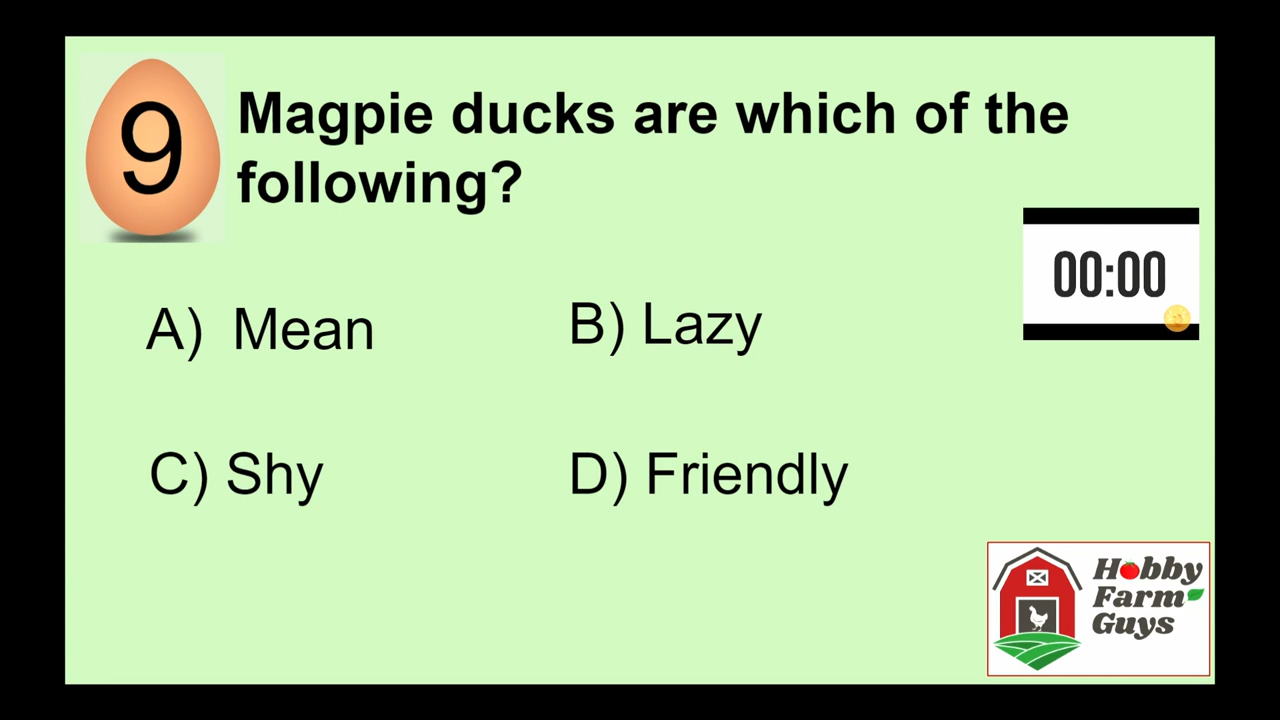 9
Magpie ducks are which of the
following?
00:00
A) Mean
B) Lazy
C) Shy
D) Friendly
Hobby
Farm
Guys